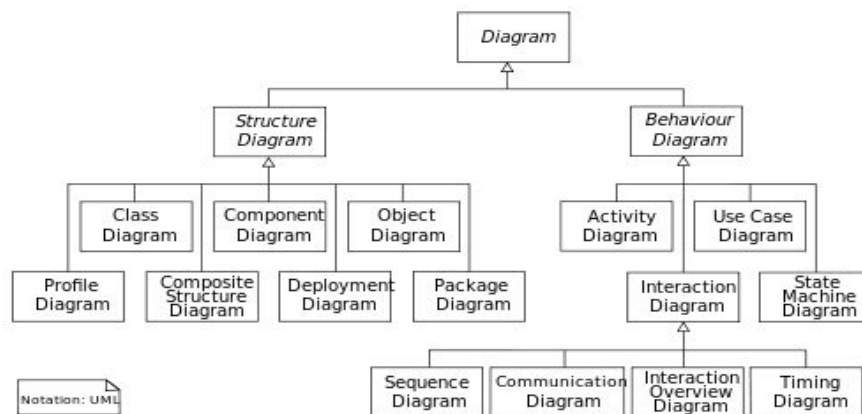 Diagram
Structure
Diagram
Behaviour
Diagram
Class
Diagram
Component
Diagram
Object
Diagram
Activity
Diagram
Use Case
Diagram
Profile
Diagram
Composite
Structure
Diagram
Deployment
Diagram
Package
Diagram
Interaction
Diagram
State
Machine
Diagram
Sequence
Diagram
Communication
Diagram
Interaction
Overview
Diagram
Timing
Diagram
Notation: UML